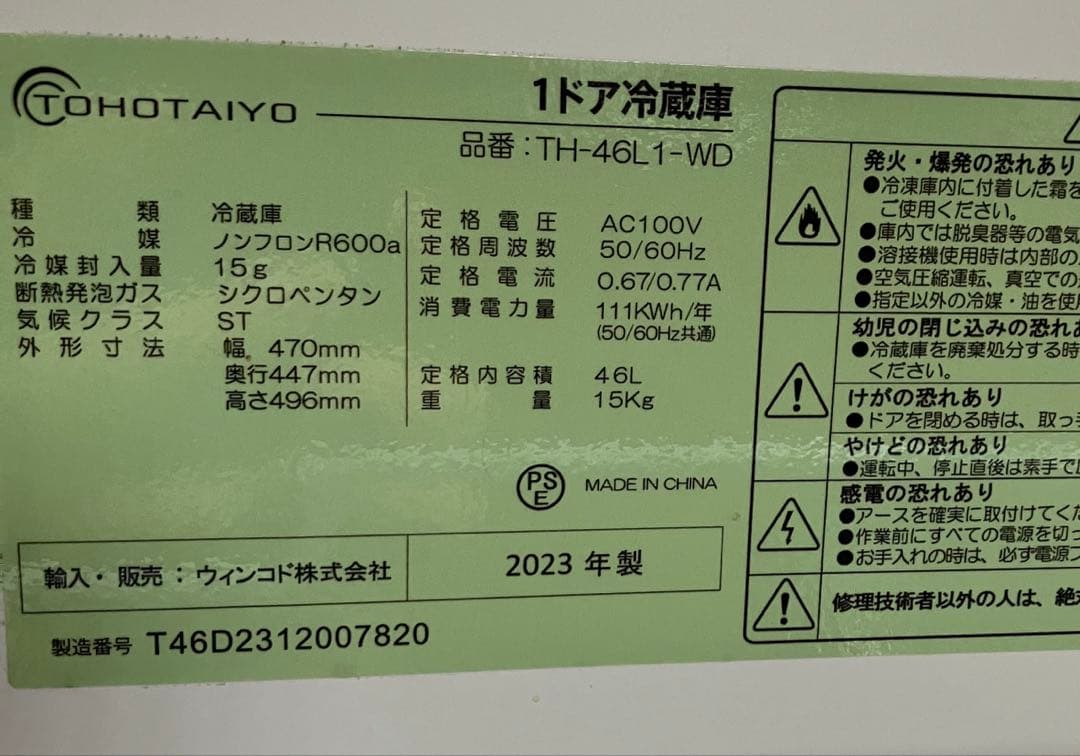 TOHOTAIYO
1ドア冷蔵庫
品番：TH-46L1-WD
種類 冷蔵庫
冷媒 ノンフロンR600a
冷媒封入量 15g
断熱発泡ガス シクロペンタン
気候クラス ST
外形寸法 幅 470mm
奥行447mm
高さ496mm
定格電圧 AC100V
定格周波数 50/60Hz
定格電流 0.67/0.77A
消費電力量 111KWh/年
(50/60Hz共通)
定格内容積 46L
重量 15Kg
PSE
MADE IN CHINA
輸入・販売：ウィンコド株式会社
2023年製
製造番号 T46D2312007820
発火・爆発の恐れあり
●冷凍庫内に付着した霜を
ご使用ください。
●庫内では脱臭器等の電気
●溶接機使用時は内部の
●空気圧縮運転、真空での
●指定以外の冷媒・油を使用
幼児の閉じ込みの恐れあ
●冷蔵庫を廃棄処分する時
ください。
けがの恐れあり
●ドアを閉める時は、取っ手
やけどの恐れあり
●運転中、停止直後は素手で
感電の恐れあり
●アースを確実に取付けてくだ
●作業前にすべての電源を切っ
●お手入れの時は、必ず電源プ
修理技術者以外の人は、絶対